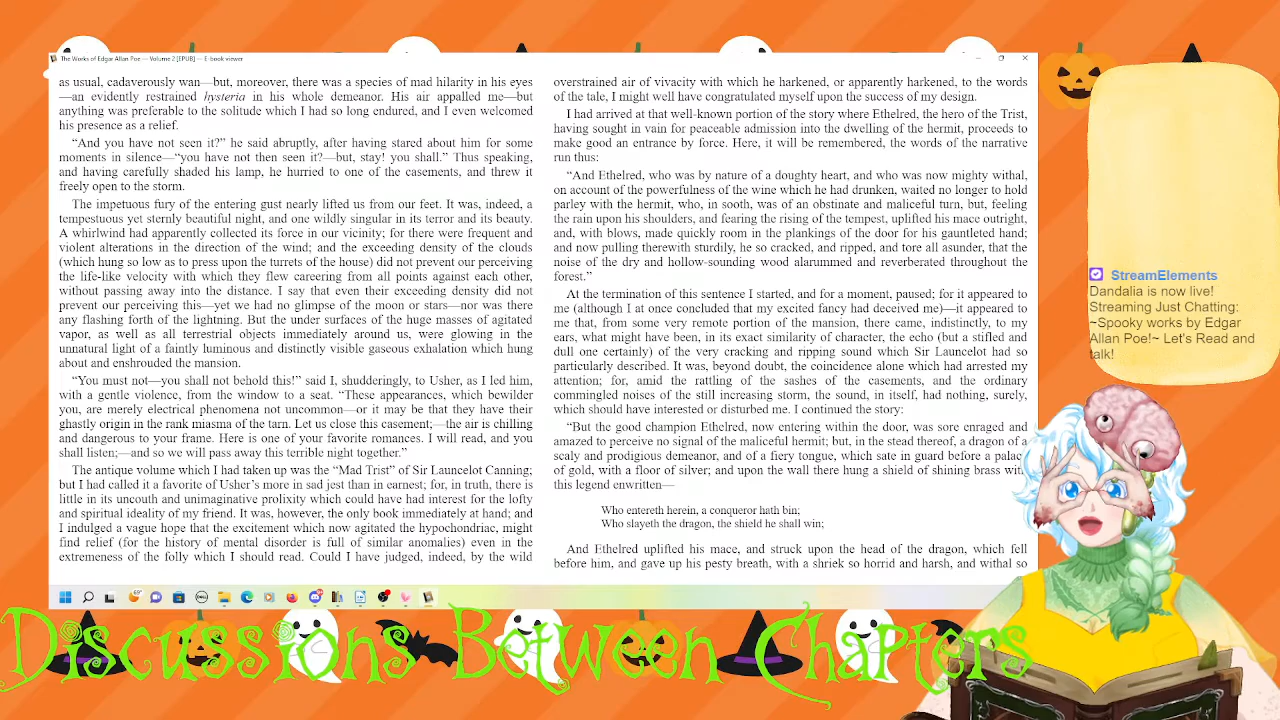 The Works of Edgar Allan Poe — Volume 2 [EPUB] — E-book viewer
as usual, cadaverously wan—but, moreover, there was a species of mad hilarity in his eyes
—an evidently restrained hysteria in his whole demeanor. His air appalled me—but
anything was preferable to the solitude which I had so long endured, and I even welcomed
his presence as a relief.
“And you have not seen it?” he said abruptly, after having stared about him for some
moments in silence—“you have not then seen it?—but, stay! you shall.” Thus speaking,
and having carefully shaded his lamp, he hurried to one of the casements, and threw it
freely open to the storm.
The impetuous fury of the entering gust nearly lifted us from our feet. It was, indeed, a
tempestuous yet sternly beautiful night, and one wildly singular in its terror and its beauty.
A whirlwind had apparently collected its force in our vicinity; for there were frequent and
violent alterations in the direction of the wind; and the exceeding density of the clouds
(which hung so low as to press upon the turrets of the house) did not prevent our perceiving
the life-like velocity with which they flew careering from all points against each other,
without passing away into the distance. I say that even their exceeding density did not
prevent our perceiving this—yet we had no glimpse of the moon or stars—nor was there
any flashing forth of the lightning. But the under surfaces of the huge masses of agitated
vapor, as well as all terrestrial objects immediately around us, were glowing in the
unnatural light of a faintly luminous and distinctly visible gaseous exhalation which hung
about and enshrouded the mansion.
“You must not—you shall not behold this!” said I, shudderingly, to Usher, as I led him,
with a gentle violence, from the window to a seat. “These appearances, which bewilder
you, are merely electrical phenomena not uncommon—or it may be that they have their
ghastly origin in the rank miasma of the tarn. Let us close this casement;—the air is chilling
and dangerous to your frame. Here is one of your favorite romances. I will read, and you
shall listen;—and so we will pass away this terrible night together.”
The antique volume which I had taken up was the “Mad Trist” of Sir Launcelot Canning;
but I had called it a favorite of Usher’s more in sad jest than in earnest; for, in truth, there is
little in its uncouth and unimaginative prolixity which could have had interest for the lofty
and spiritual ideality of my friend. It was, however, the only book immediately at hand; and
I indulged a vague hope that the excitement which now agitated the hypochondriac, might
find relief (for the history of mental disorder is full of similar anomalies) even in the
extremeness of the folly which I should read. Could I have judged, indeed, by the wild
overstrained air of vivacity with which he harkened, or apparently harkened, to the words
of the tale, I might well have congratulated myself upon the success of my design.
I had arrived at that well-known portion of the story where Ethelred, the hero of the Trist,
having sought in vain for peaceable admission into the dwelling of the hermit, proceeds to
make good an entrance by force. Here, it will be remembered, the words of the narrative
run thus:
“And Ethelred, who was by nature of a doughty heart, and who was now mighty withal,
on account of the powerfulness of the wine which he had drunken, waited no longer to hold
parley with the hermit, who, in sooth, was of an obstinate and maliceful turn, but, feeling
the rain upon his shoulders, and fearing the rising of the tempest, uplifted his mace outright,
and, with blows, made quickly room in the plankings of the door for his gauntleted hand;
and now pulling therewith sturdily, he so cracked, and ripped, and tore all asunder, that the
noise of the dry and hollow-sounding wood alarummed and reverberated throughout the
forest.”
At the termination of this sentence I started, and for a moment, paused; for it appeared to
me (although I at once concluded that my excited fancy had deceived me)—it appeared to
me that, from some very remote portion of the mansion, there came, indistinctly, to my
ears, what might have been, in its exact similarity of character, the echo (but a stifled and
dull one certainly) of the very cracking and ripping sound which Sir Launcelot had so
particularly described. It was, beyond doubt, the coincidence alone which had arrested my
attention; for, amid the rattling of the sashes of the casements, and the ordinary
commingled noises of the still increasing storm, the sound, in itself, had nothing, surely,
which should have interested or disturbed me. I continued the story:
“But the good champion Ethelred, now entering within the door, was sore enraged and
amazed to perceive no signal of the maliceful hermit; but, in the stead thereof, a dragon of a
scaly and prodigious demeanor, and of a fiery tongue, which sate in guard before a palace
of gold, with a floor of silver; and upon the wall there hung a shield of shining brass with
this legend enwritten—
Who entereth herein, a conqueror hath bin;
Who slayeth the dragon, the shield he shall win;
And Ethelred uplifted his mace, and struck upon the head of the dragon, which fell
before him, and gave up his pesty breath, with a shriek so horrid and harsh, and withal so
StreamElements
Dandalia is now live!
Streaming Just Chatting:
~Spooky works by Edgar
Allan Poe!~ Let's Read and
talk!
Discussions Between Chapters